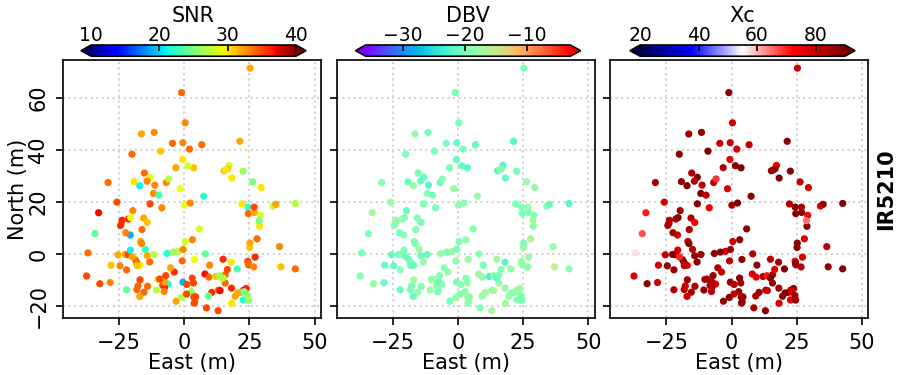 SNR DBV Xc
10 20 30 40 −30 −20 −10 20 40 60 80
60
40
20
0
−20
North (m)
IR5210
−25 0 25 50 −25 0 25 50 −25 0 25 50
East (m) East (m) East (m)